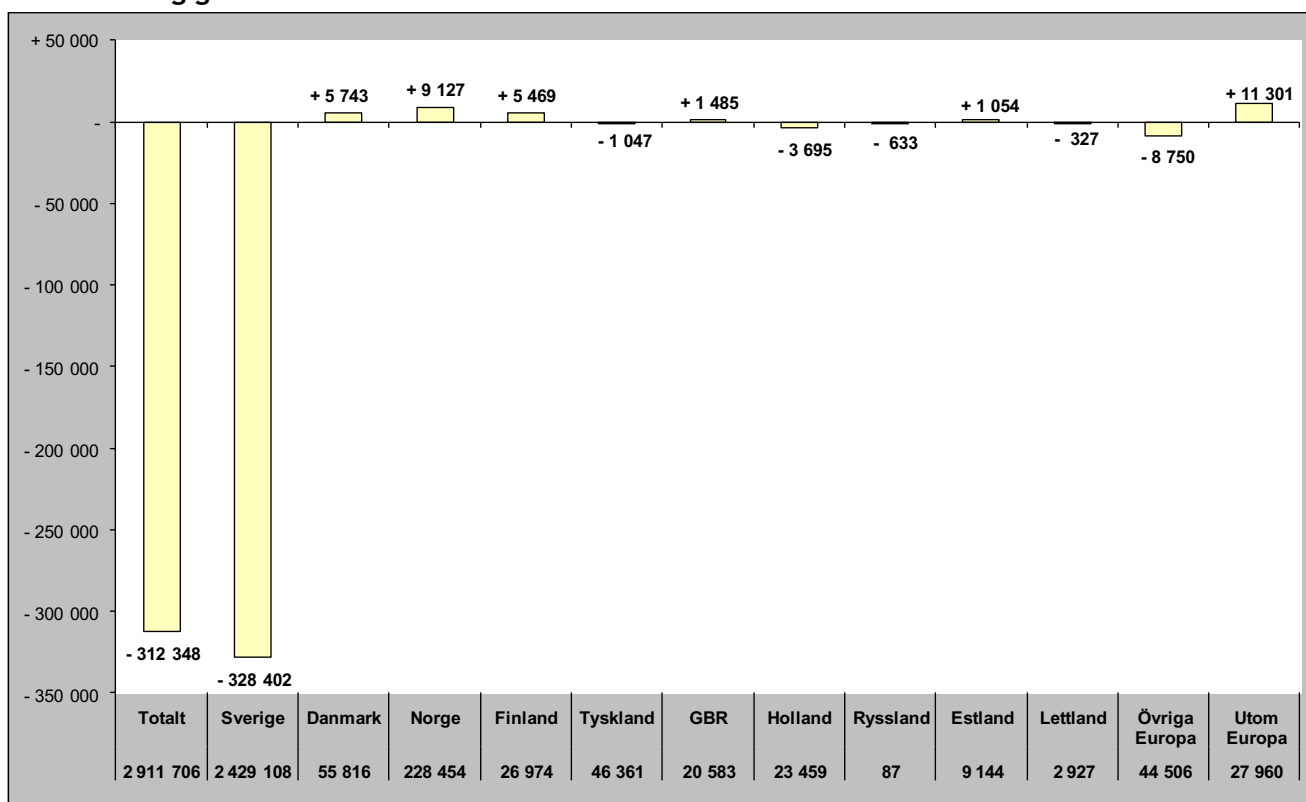 + 50 000
-
- 50 000
- 100 000
- 150 000
- 200 000
- 250 000
- 300 000
- 350 000
- 312 348
- 328 402
+ 5 743
+ 9 127
+ 5 469
- 1 047
+ 1 485
- 3 695
- 633
+ 1 054
- 327
- 8 750
+ 11 301
Totalt Sverige Danmark Norge Finland Tyskland GBR Holland Ryssland Estland Lettland Övriga Europa Utom Europa
2 911 706 2 429 108 55 816 228 454 26 974 46 361 20 583 23 459 87 9 144 2 927 44 506 27 960